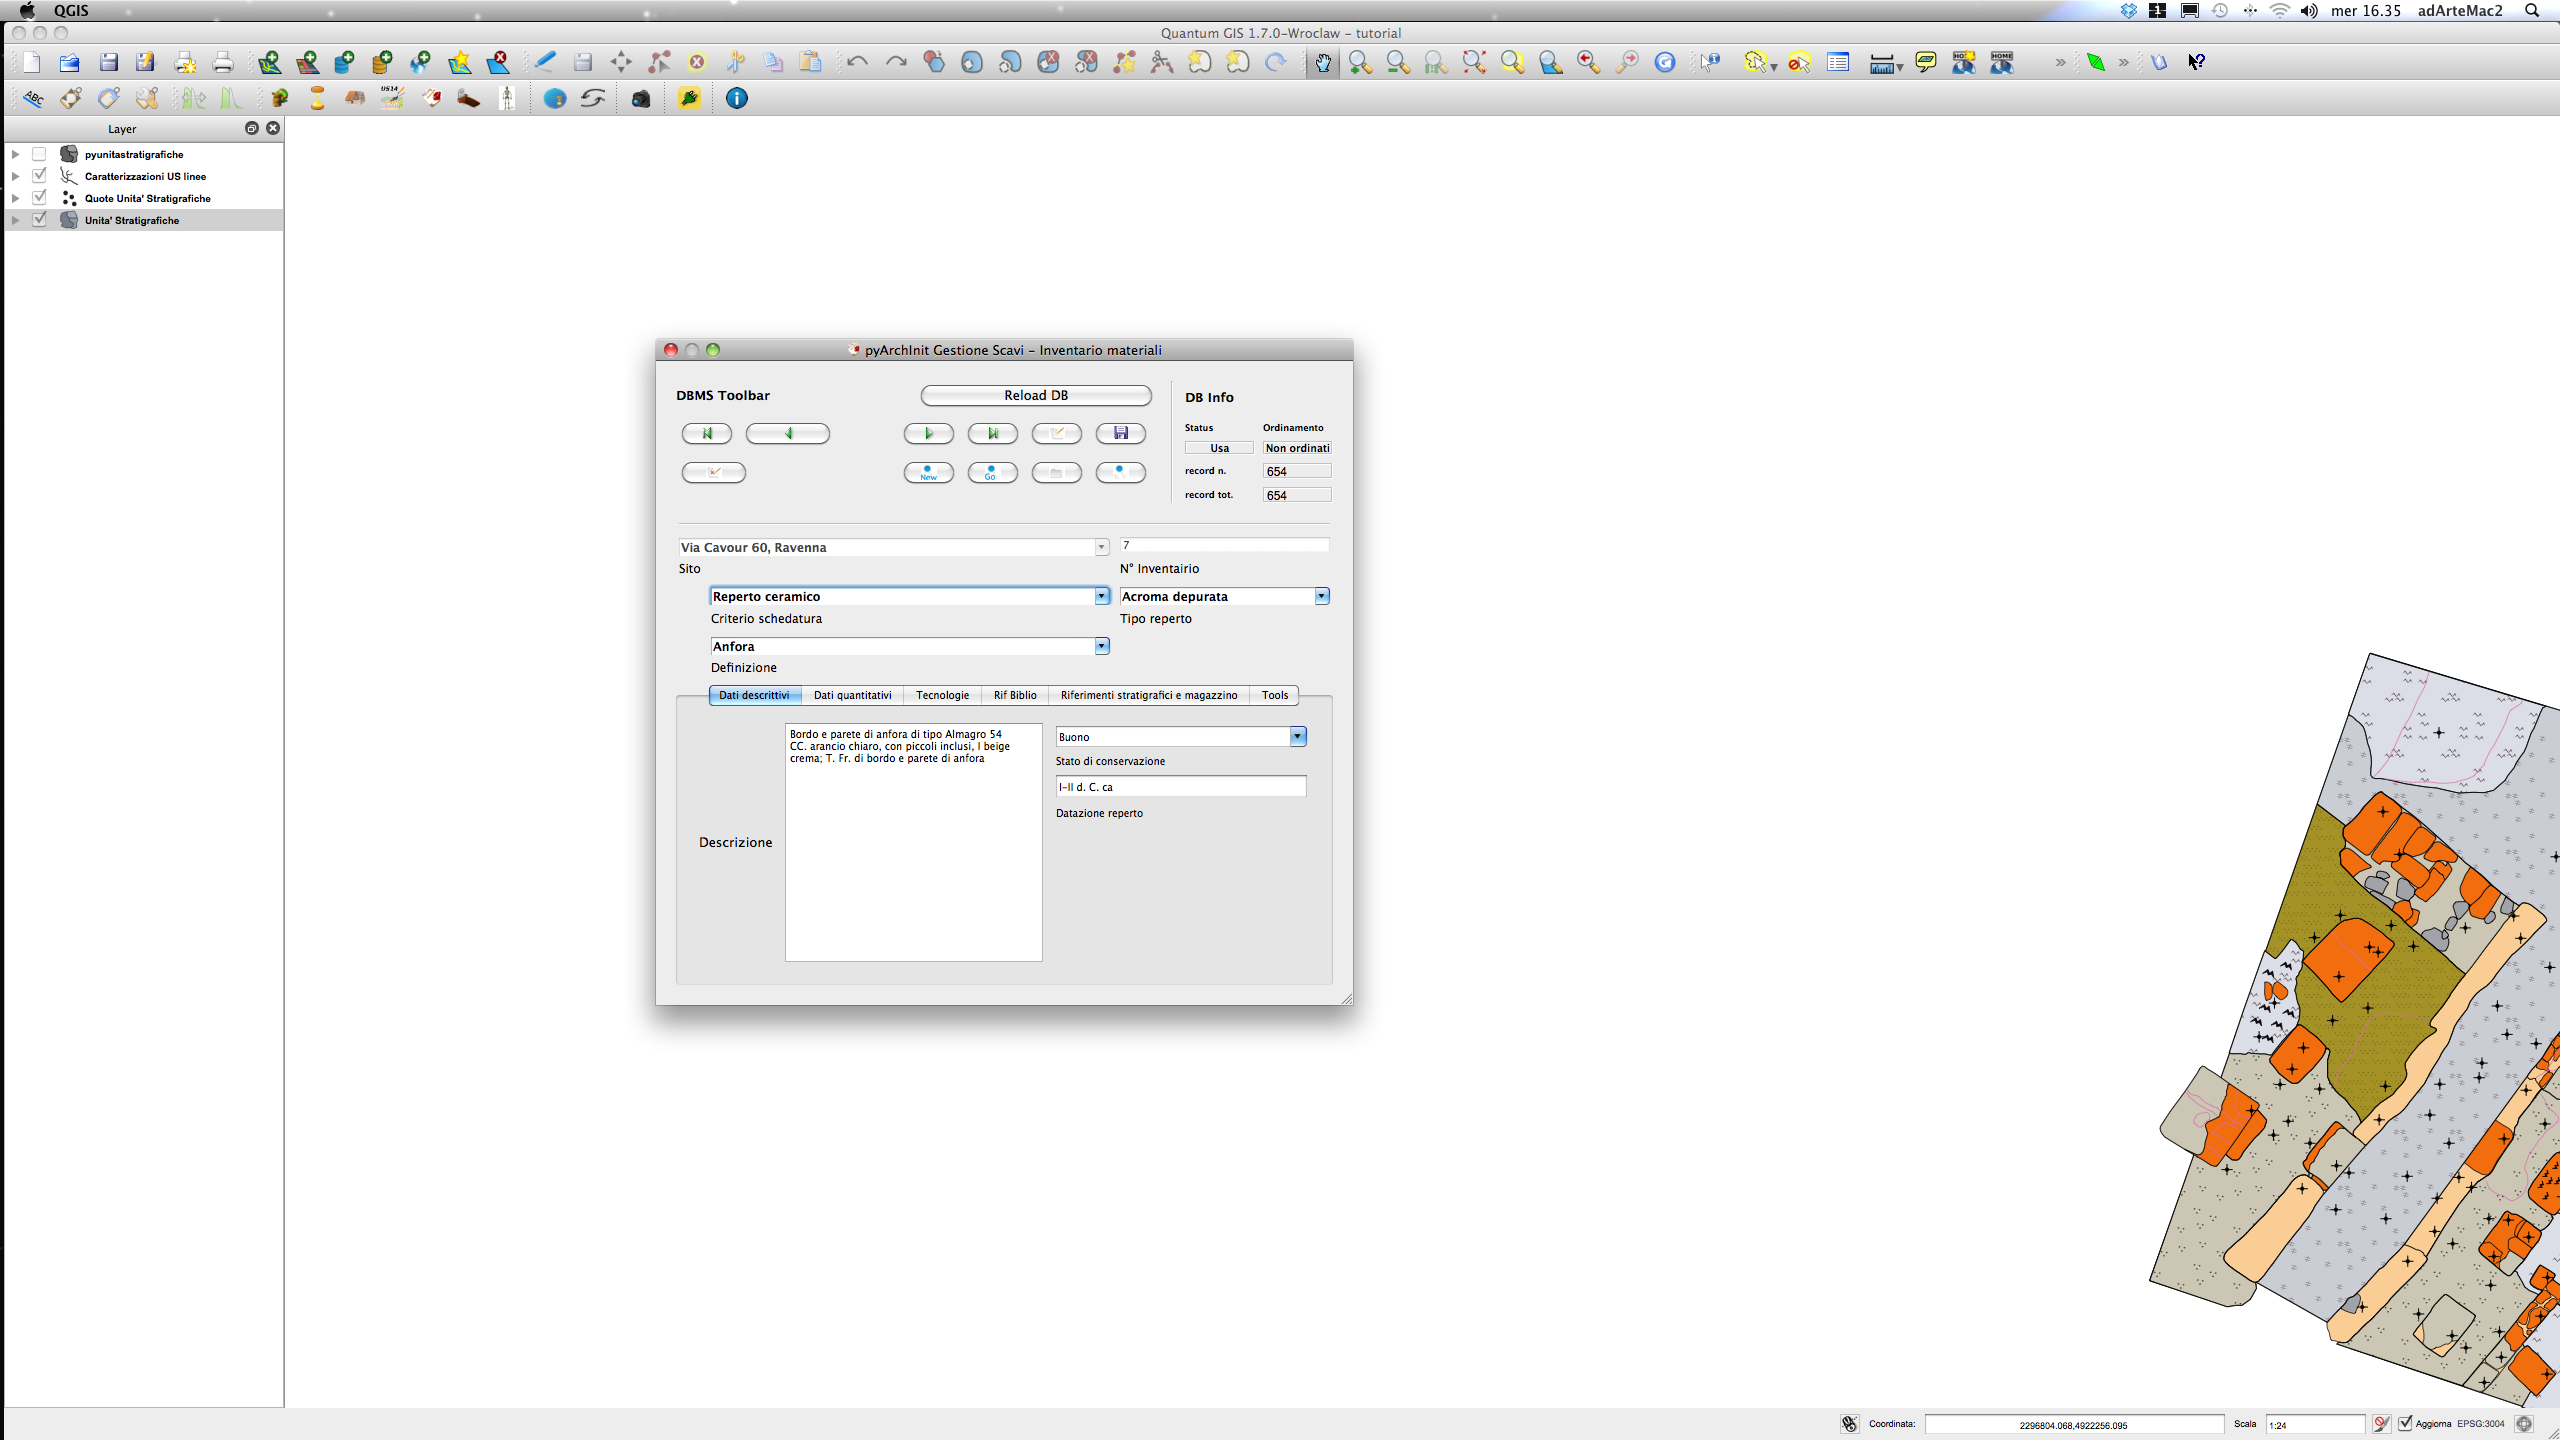 QGIS
mer 16.35 adArteMac2
Quantum GIS 1.7.0-Wroclaw – tutorial
ABC
US14
HOME
Layer
pyunitastratigrafiche
Caratterizzazioni US linee
Quote Unita' Stratigrafiche
Unita' Stratigrafiche
pyArchInit Gestione Scavi – Inventario materiali
DBMS Toolbar
Reload DB
DB Info
Status
Ordinamento
Usa
Non ordinati
record n.
654
record tot.
654
New
Go
Via Cavour 60, Ravenna
7
Sito
N° Inventairio
Reperto ceramico
Acroma depurata
Criterio schedatura
Tipo reperto
Anfora
Definizione
Dati descrittivi
Dati quantitativi
Tecnologie
Rif Biblio
Riferimenti stratigrafici e magazzino
Tools
Bordo e parete di anfora di tipo Almagro 54
CC. arancio chiaro, con piccoli inclusi, I beige
crema; T. Fr. di bordo e parete di anfora
Descrizione
Buono
Stato di conservazione
I-II d. C. ca
Datazione reperto
Coordinata:
2296804.068,4922256.095
Scala
1:24
Aggiorna
EPSG:3004